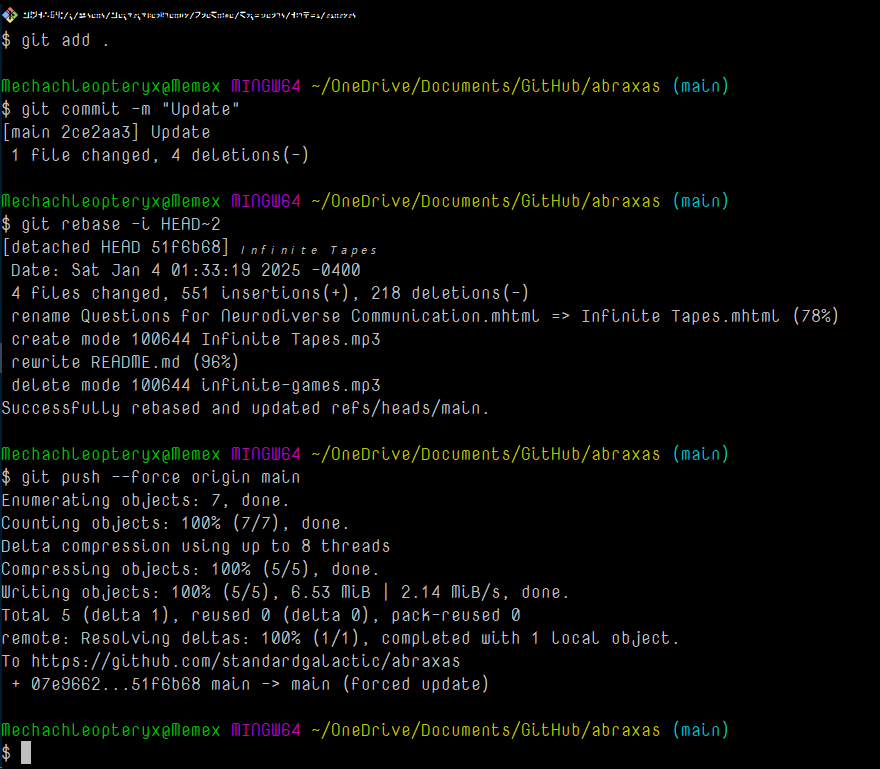 $ git add .
Mechachleopteryx@Memex MINGW64 ~/OneDrive/Documents/GitHub/abraxas (main)
$ git commit -m "Update"
[main 2ce2aa3] Update
 1 file changed, 4 deletions(-)
Mechachleopteryx@Memex MINGW64 ~/OneDrive/Documents/GitHub/abraxas (main)
$ git rebase -i HEAD~2
[detached HEAD 51f6b68] Infinite Tapes
 Date: Sat Jan 4 01:33:19 2025 -0400
 4 files changed, 551 insertions(+), 218 deletions(-)
 rename Questions for Neurodiverse Communication.mhtml => Infinite Tapes.mhtml (78%)
 create mode 100644 Infinite Tapes.mp3
 rewrite README.md (96%)
 delete mode 100644 infinite-games.mp3
Successfully rebased and updated refs/heads/main.
Mechachleopteryx@Memex MINGW64 ~/OneDrive/Documents/GitHub/abraxas (main)
$ git push --force origin main
Enumerating objects: 7, done.
Counting objects: 100% (7/7), done.
Delta compression using up to 8 threads
Compressing objects: 100% (5/5), done.
Writing objects: 100% (5/5), 6.53 MiB | 2.14 MiB/s, done.
Total 5 (delta 1), reused 0 (delta 0), pack-reused 0
remote: Resolving deltas: 100% (1/1), completed with 1 local object.
To https://github.com/standardgalactic/abraxas
 + 07e9662...51f6b68 main -> main (forced update)
Mechachleopteryx@Memex MINGW64 ~/OneDrive/Documents/GitHub/abraxas (main)
$